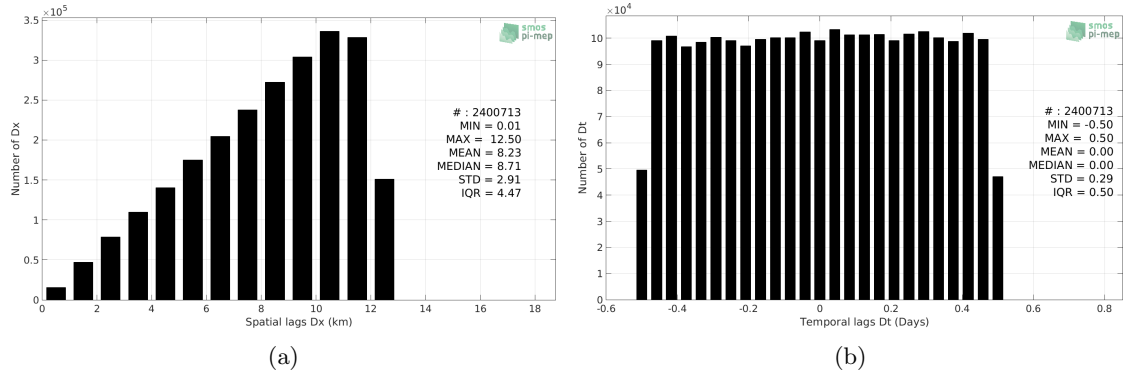 ×10^5
3.5
3
2.5
2
1.5
1
0.5
0
Number of Dx
0 2 4 6 8 10 12 14 16 18
Spatial lags Dx (km)
smos
pi-mep
# : 2400713
MIN = 0.01
MAX = 12.50
MEAN = 8.23
MEDIAN = 8.71
STD = 2.91
IQR = 4.47
(a)
×10^4
10
9
8
7
6
5
4
3
2
1
0
Number of Dt
-0.6 -0.4 -0.2 0 0.2 0.4 0.6 0.8
Temporal lags Dt (Days)
smos
pi-mep
# : 2400713
MIN = -0.50
MAX = 0.50
MEAN = 0.00
MEDIAN = 0.00
STD = 0.29
IQR = 0.50
(b)